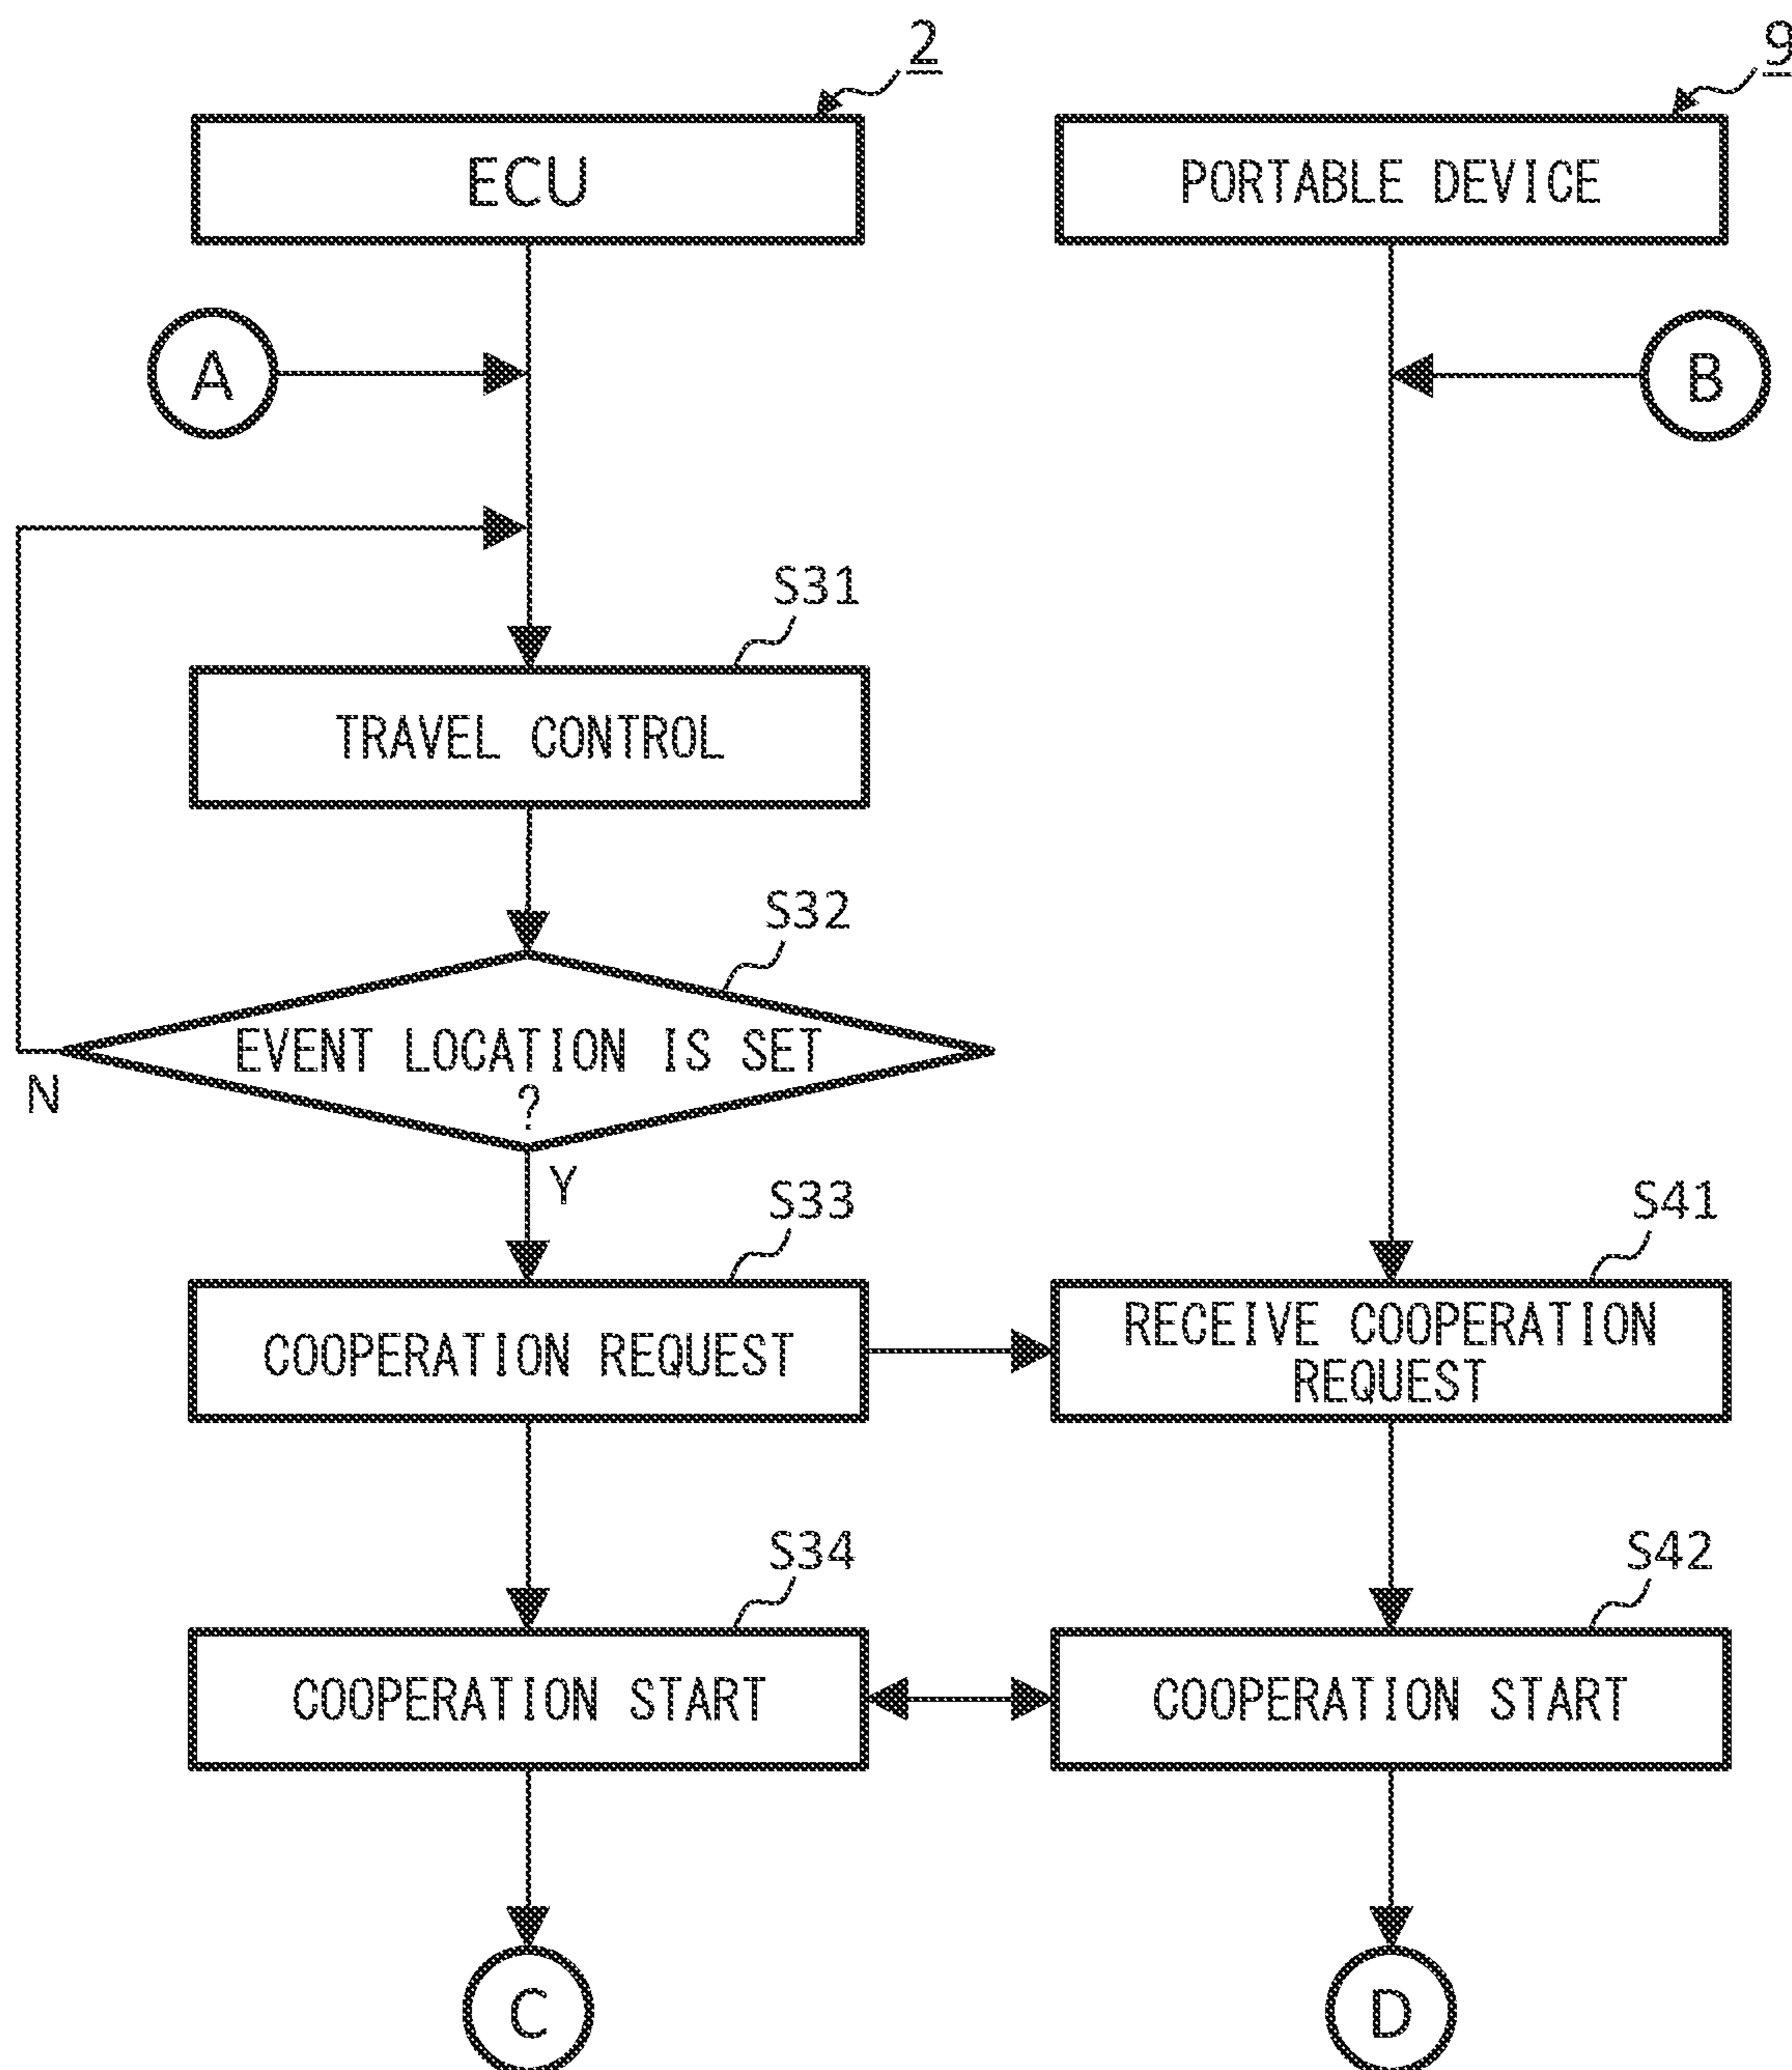 2
9
ECU
PORTABLE DEVICE
A
B
S31
TRAVEL CONTROL
S32
EVENT LOCATION IS SET
?
N
Y
S33
S41
COOPERATION REQUEST
RECEIVE COOPERATION
REQUEST
S34
S42
COOPERATION START
COOPERATION START
C
D